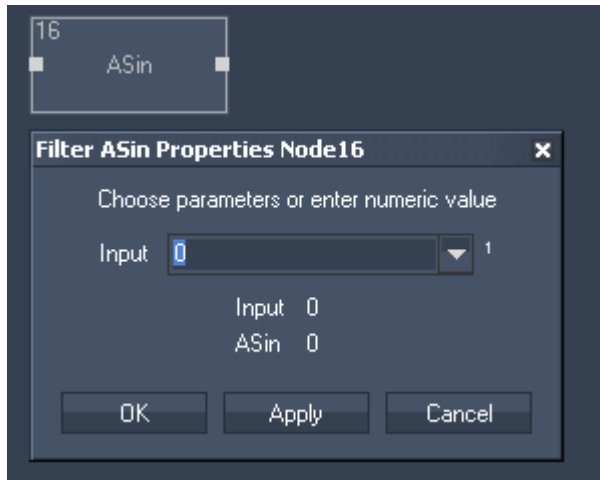 16
ASin
Filter ASin Properties Node16
Choose parameters or enter numeric value
Input 0 1
Input 0
ASin 0
OK Apply Cancel